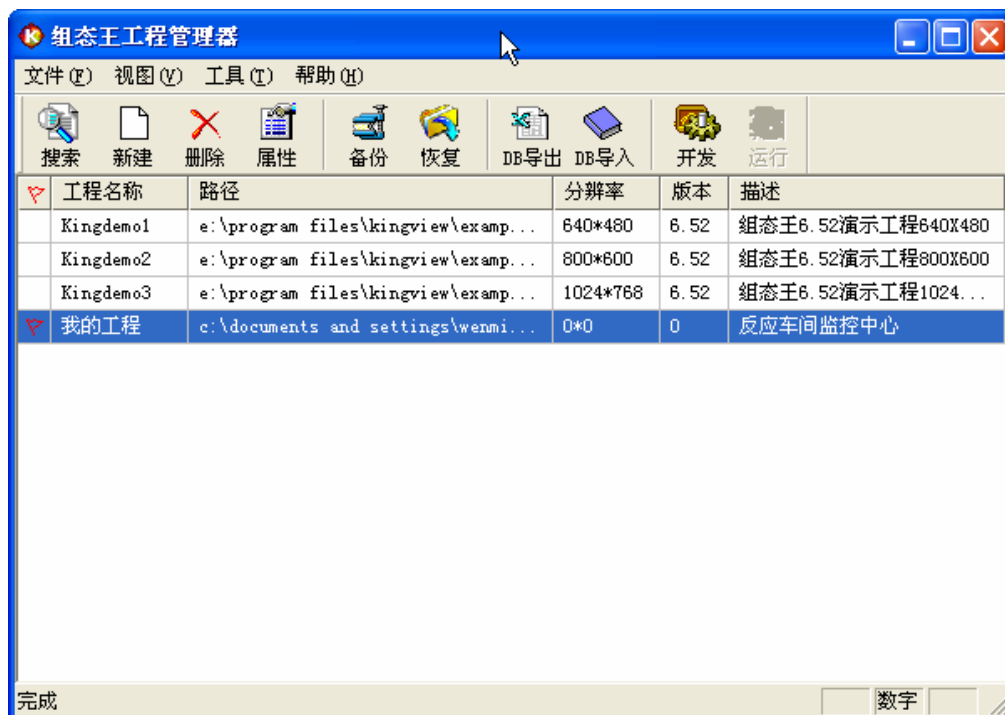 组态王工程管理器
文件(F) 视图(V) 工具(T) 帮助(H)
搜索 新建 删除 属性 备份 恢复 DB导出 DB导入 开发 运行
工程名称 路径 分辨率 版本 描述
Kingdemo1 e:\program files\kingview\examp... 640*480 6.52 组态王6.52演示工程640X480
Kingdemo2 e:\program files\kingview\examp... 800*600 6.52 组态王6.52演示工程800X600
Kingdemo3 e:\program files\kingview\examp... 1024*768 6.52 组态王6.52演示工程1024...
我的工程 c:\documents and settings\wenmi... 0*0 0 反应车间监控中心
完成 数字